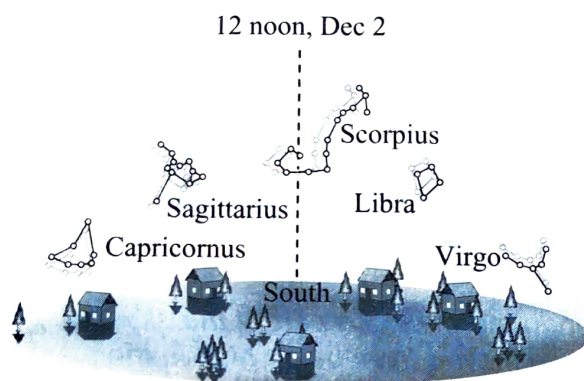 12 noon, Dec 2
Scorpius
Sagittarius
Libra
Capricornus
Virgo
South